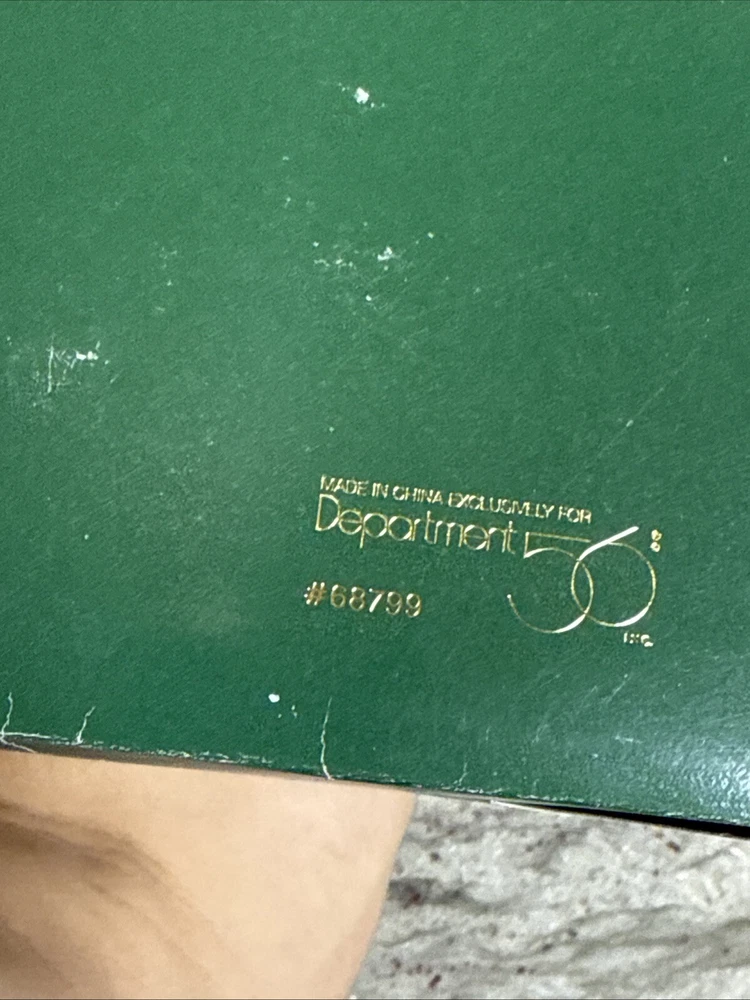 MADE IN CHINA EXCLUSIVELY FOR
Department 56 ®
INC.
#68799